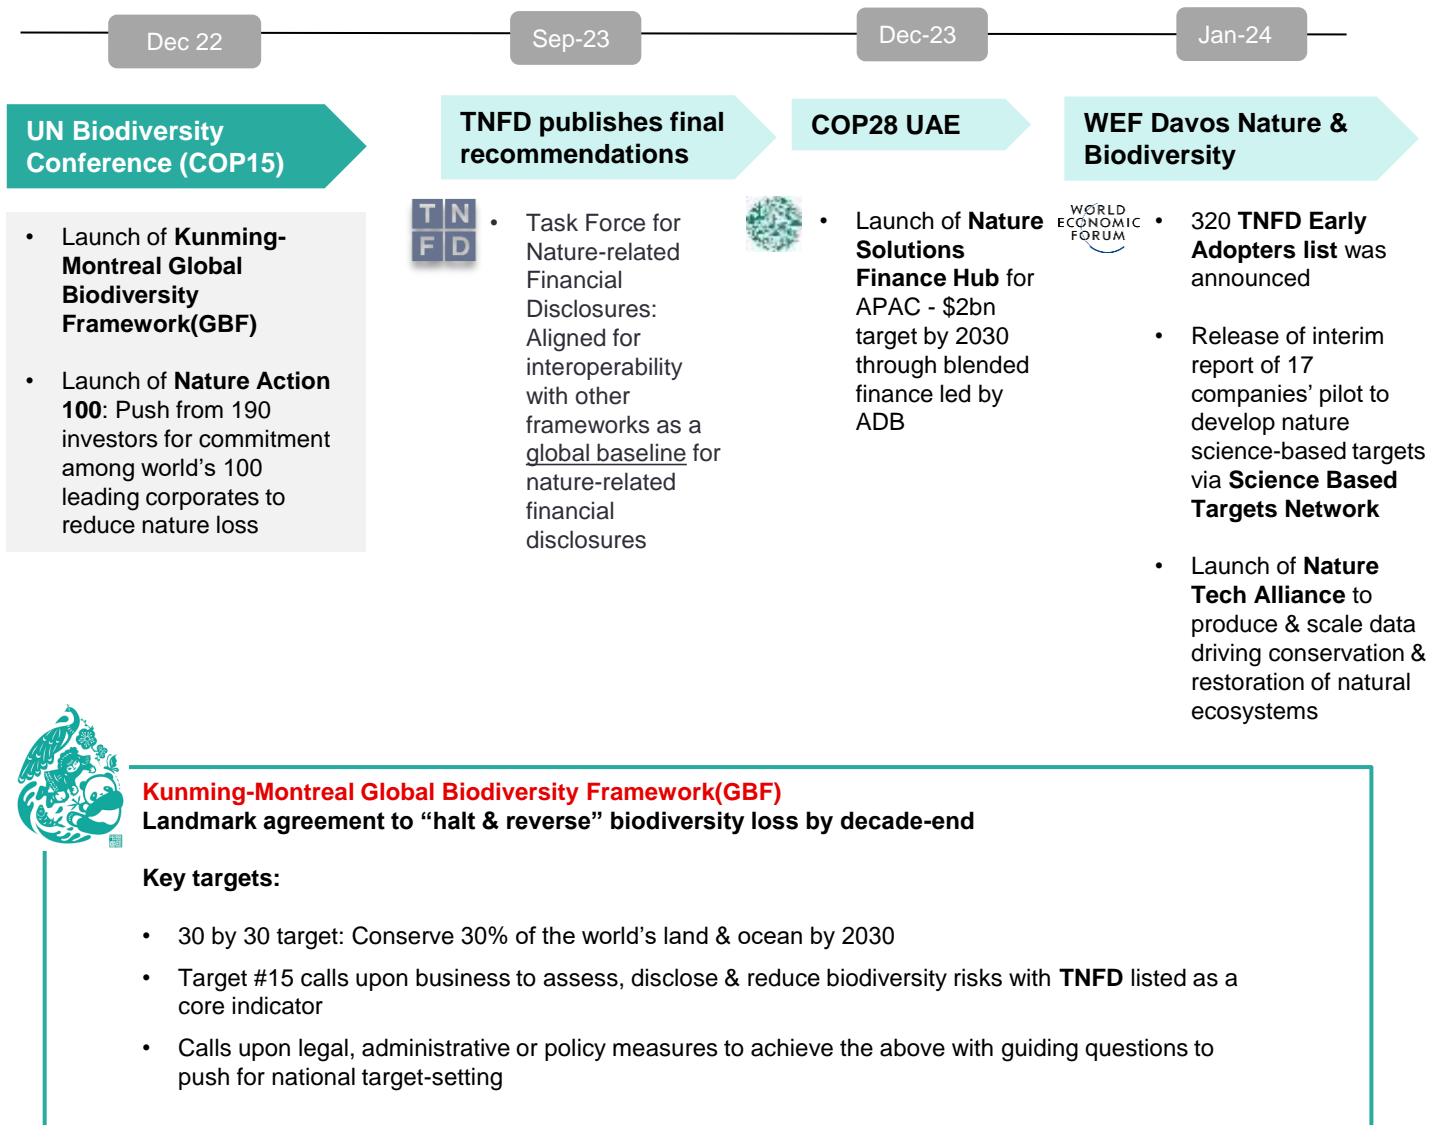 Dec 22
Sep-23
Dec-23
Jan-24
UN Biodiversity
Conference (COP15)
• Launch of Kunming-
Montreal Global
Biodiversity
Framework(GBF)
• Launch of Nature Action
100: Push from 190
investors for commitment
among world’s 100
leading corporates to
reduce nature loss
TNFD publishes final
recommendations
T N
F D
• Task Force for
Nature-related
Financial
Disclosures:
Aligned for
interoperability
with other
frameworks as a
global baseline for
nature-related
financial
disclosures
COP28 UAE
• Launch of Nature
Solutions
Finance Hub for
APAC - $2bn
target by 2030
through blended
finance led by
ADB
WEF Davos Nature &
Biodiversity
WORLD
ECONOMIC
FORUM
• 320 TNFD Early
Adopters list was
announced
• Release of interim
report of 17
companies’ pilot to
develop nature
science-based targets
via Science Based
Targets Network
• Launch of Nature
Tech Alliance to
produce & scale data
driving conservation &
restoration of natural
ecosystems
Kunming-Montreal Global Biodiversity Framework(GBF)
Landmark agreement to “halt & reverse” biodiversity loss by decade-end
Key targets:
• 30 by 30 target: Conserve 30% of the world’s land & ocean by 2030
• Target #15 calls upon business to assess, disclose & reduce biodiversity risks with TNFD listed as a
core indicator
• Calls upon legal, administrative or policy measures to achieve the above with guiding questions to
push for national target-setting